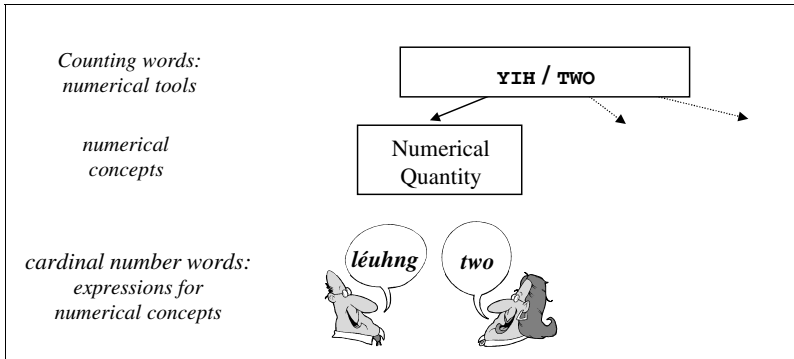 Counting words:
numerical tools
YIH / TWO
numerical
concepts
Numerical
Quantity
cardinal number words:
expressions for
numerical concepts
léuhng
two